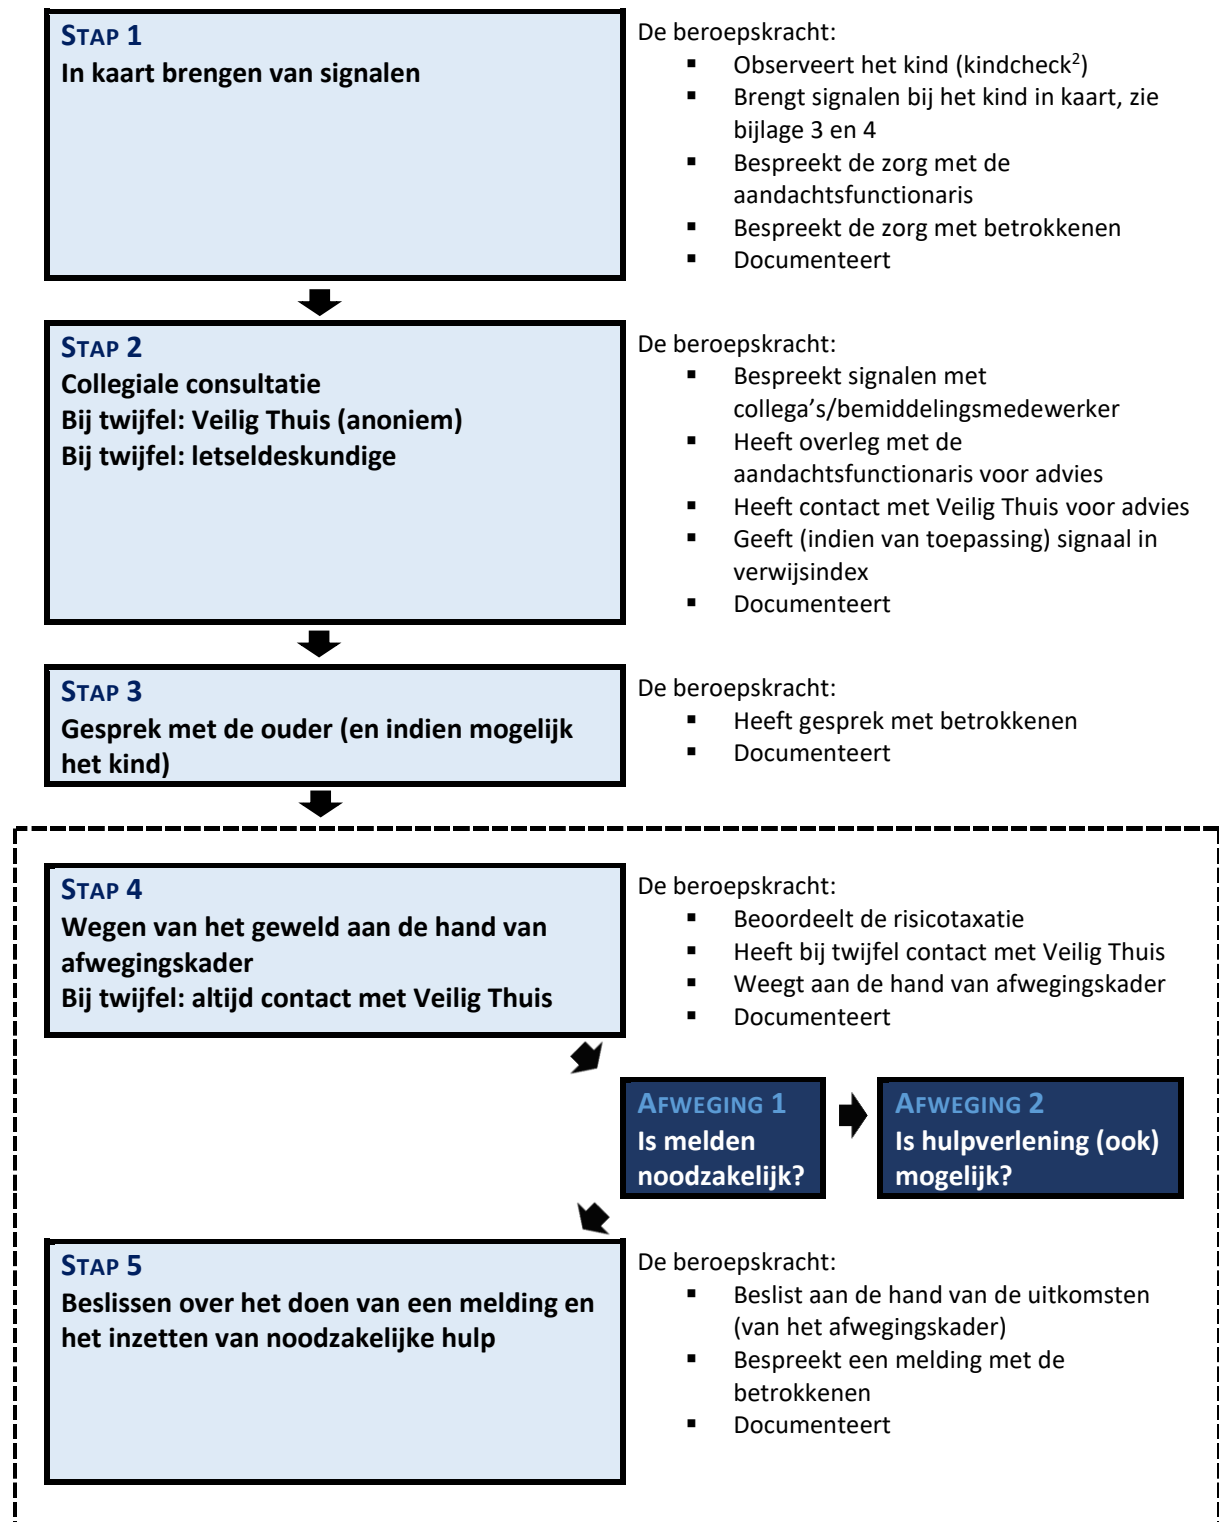 STAP 1
In kaart brengen van signalen
De beroepskracht:
▪ Observeert het kind (kindcheck²)
▪ Brengt signalen bij het kind in kaart, zie
bijlage 3 en 4
▪ Bespreekt de zorg met de
aandachtsfunctionaris
▪ Bespreekt de zorg met betrokkenen
▪ Documenteert
STAP 2
Collegiale consultatie
Bij twijfel: Veilig Thuis (anoniem)
Bij twijfel: letseldeskundige
De beroepskracht:
▪ Bespreekt signalen met
collega’s/bemiddelingsmedewerker
▪ Heeft overleg met de
aandachtsfunctionaris voor advies
▪ Heeft contact met Veilig Thuis voor advies
▪ Geeft (indien van toepassing) signaal in
verwijsindex
▪ Documenteert
STAP 3
Gesprek met de ouder (en indien mogelijk
het kind)
De beroepskracht:
▪ Heeft gesprek met betrokkenen
▪ Documenteert
STAP 4
Wegen van het geweld aan de hand van
afwegingskader
Bij twijfel: altijd contact met Veilig Thuis
De beroepskracht:
▪ Beoordeelt de risicotaxatie
▪ Heeft bij twijfel contact met Veilig Thuis
▪ Weegt aan de hand van afwegingskader
▪ Documenteert
AFWEGING 1
Is melden
noodzakelijk?
AFWEGING 2
Is hulpverlening (ook)
mogelijk?
STAP 5
Beslissen over het doen van een melding en
het inzetten van noodzakelijke hulp
De beroepskracht:
▪ Beslist aan de hand van de uitkomsten
(van het afwegingskader)
▪ Bespreekt een melding met de
betrokkenen
▪ Documenteert